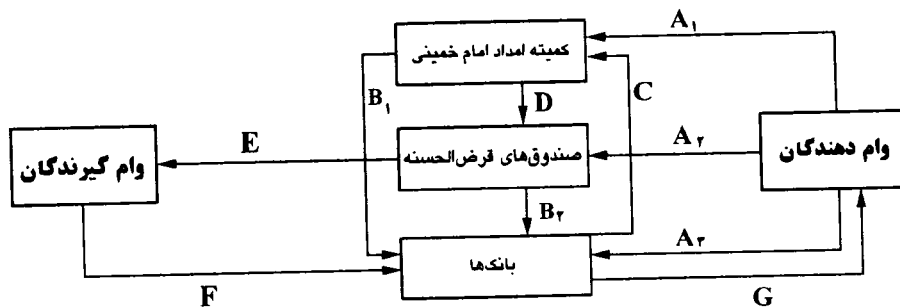 A۱
کمیته امداد امام خمینی
B۱
D
C
وام دهندگان
A۲
صندوق‌های قرض‌الحسنه
E
وام گیرندگان
B۲
A۳
بانک‌ها
F
G